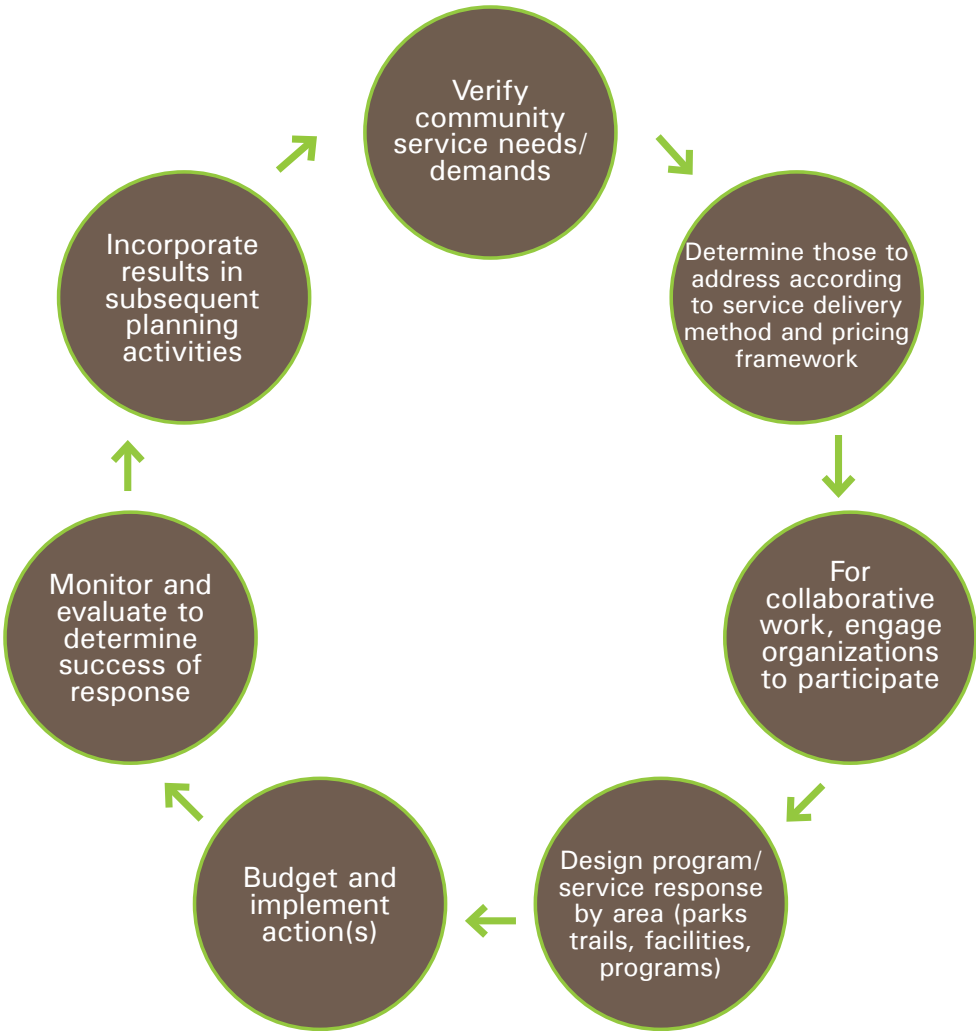 Verify
community
service needs/
demands
Determine those to
address according
to service delivery
method and pricing
framework
For
collaborative
work, engage
organizations
to participate
Design program/
service response
by area (parks
trails, facilities,
programs)
Budget and
implement
action(s)
Monitor and
evaluate to
determine
success of
response
Incorporate
results in
subsequent
planning
activities